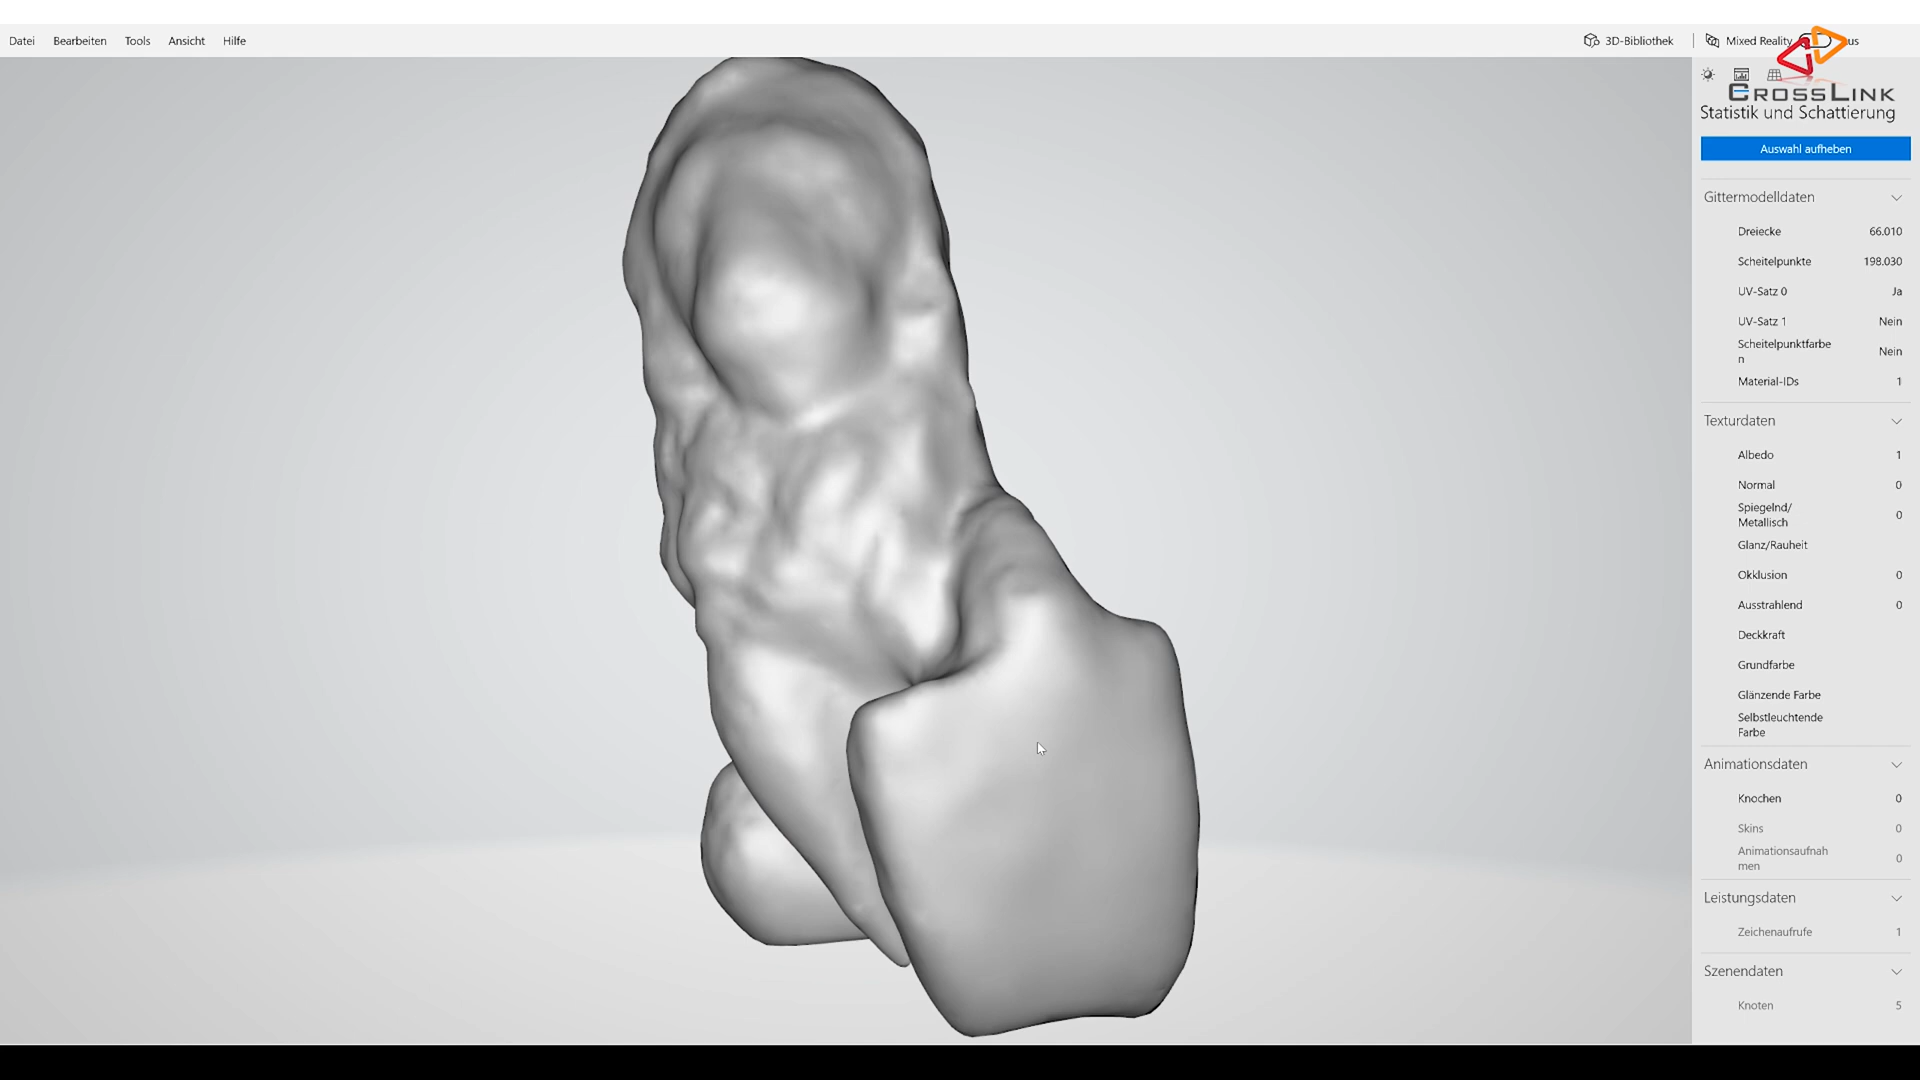 Datei Bearbeiten Tools Ansicht Hilfe 3D-Bibliothek Mixed Reality us
CROSSLINK
Statistik und Schattierung
Auswahl aufheben
Gittermodelldaten
Dreiecke 66.010
Scheitelpunkte 198.030
UV-Satz 0 Ja
UV-Satz 1 Nein
Scheitelpunktfarbe
n Nein
Material-IDs 1
Texturdaten
Albedo 1
Normal 0
Spiegelnd/
Metallisch 0
Glanz/Rauheit
Okklusion 0
Ausstrahlend 0
Deckkraft
Grundfarbe
Glänzende Farbe
Selbstleuchtende
Farbe
Animationsdaten
Knochen 0
Skins 0
Animationsaufnah
men 0
Leistungsdaten
Zeichenaufrufe 1
Szenendaten
Knoten 5